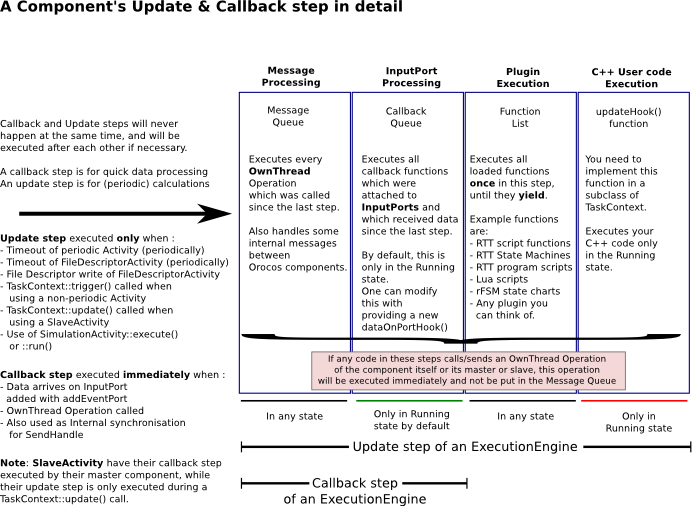 A Component's Update & Callback step in detail
Callback and Update steps will never
happen at the same time, and will be
executed after each other if necessary.
A callback step is for quick data processing
An update step is for (periodic) calculations
Update step executed only when :
- Timeout of periodic Activity (periodically)
- Timeout of FileDescriptorActivity (periodically)
- File Descriptor write of FileDescriptorActivity
- TaskContext::trigger() called when
using a non-periodic Activity
- TaskContext::update() called when
using a SlaveActivity
- Use of SimulationActivity::execute()
or ::run()
Callback step executed immediately when :
- Data arrives on InputPort
added with addEventPort
- OwnThread Operation called
- Also used as Internal synchronisation
for SendHandle
Note: SlaveActivity have their callback step
executed by their master component, while
their update step is only executed during a
TaskContext::update() call.
Message
Processing
Message
Queue
Executes every
OwnThread
Operation
which was called
since the last step.
Also handles some
internal messages
between
Orocos components.
InputPort
Processing
Callback
Queue
Executes all
callback functions
which were
attached to
InputPorts and
which received data
since the last step.
By default, this is
only in the Running
state.
One can modify
this with
providing a new
dataOnPortHook()
Plugin
Execution
Function
List
Executes all
loaded functions
once in this step,
until they yield.
Example functions
are:
- RTT script functions
- RTT State Machines
- RTT program scripts
- Lua scripts
- rFSM state charts
- Any plugin you
can think of.
C++ User code
Execution
updateHook()
function
You need to
implement this
function in a
subclass of
TaskContext.
Executes your
C++ code only
in the Running
state.
If any code in these steps calls/sends an OwnThread Operation
of the component itself or its master or slave, this operation
will be executed immediately and not be put in the Message Queue
In any state
Only in Running
state by default
In any state
Only in
Running state
Update step of an ExecutionEngine
Callback step
of an ExecutionEngine